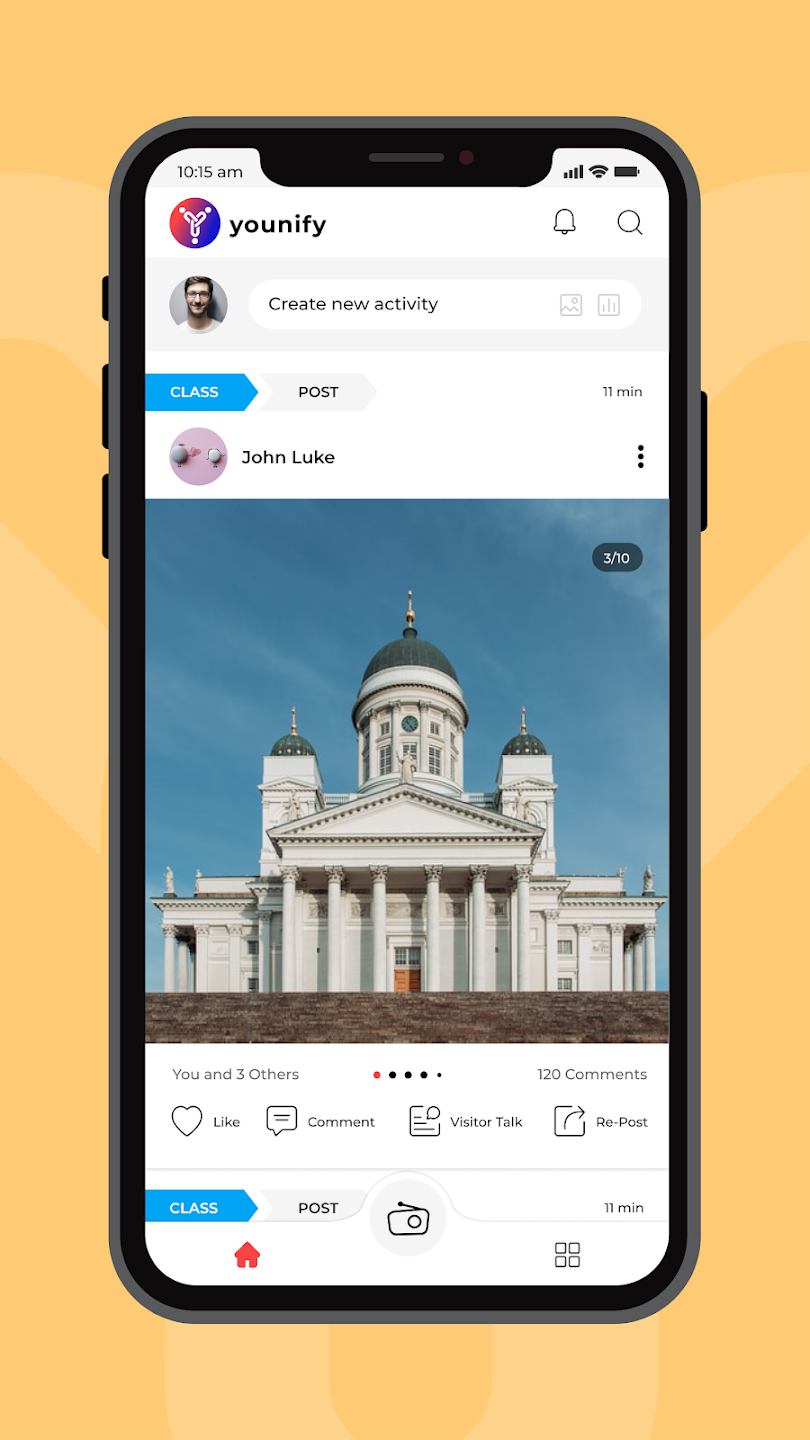 10:15 am
younify
Create new activity
CLASS POST 11 min
John Luke
3/10
You and 3 Others 120 Comments
Like Comment Visitor Talk Re-Post
CLASS POST 11 min